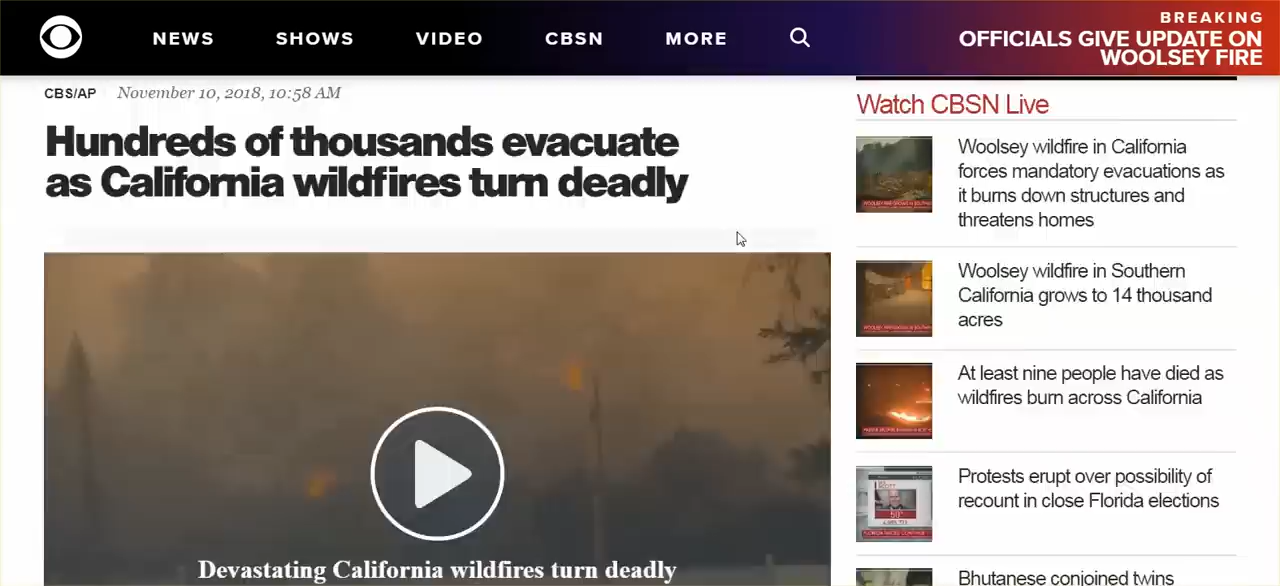 NEWS SHOWS VIDEO CBSN MORE
BREAKING
OFFICIALS GIVE UPDATE ON
WOOLSEY FIRE
CBS/AP November 10, 2018, 10:58 AM
Hundreds of thousands evacuate
as California wildfires turn deadly
Devastating California wildfires turn deadly
Watch CBSN Live
Woolsey wildfire in California
forces mandatory evacuations as
it burns down structures and
threatens homes
Woolsey wildfire in Southern
California grows to 14 thousand
acres
At least nine people have died as
wildfires burn across California
Protests erupt over possibility of
recount in close Florida elections
Bhutanese conjoined twins